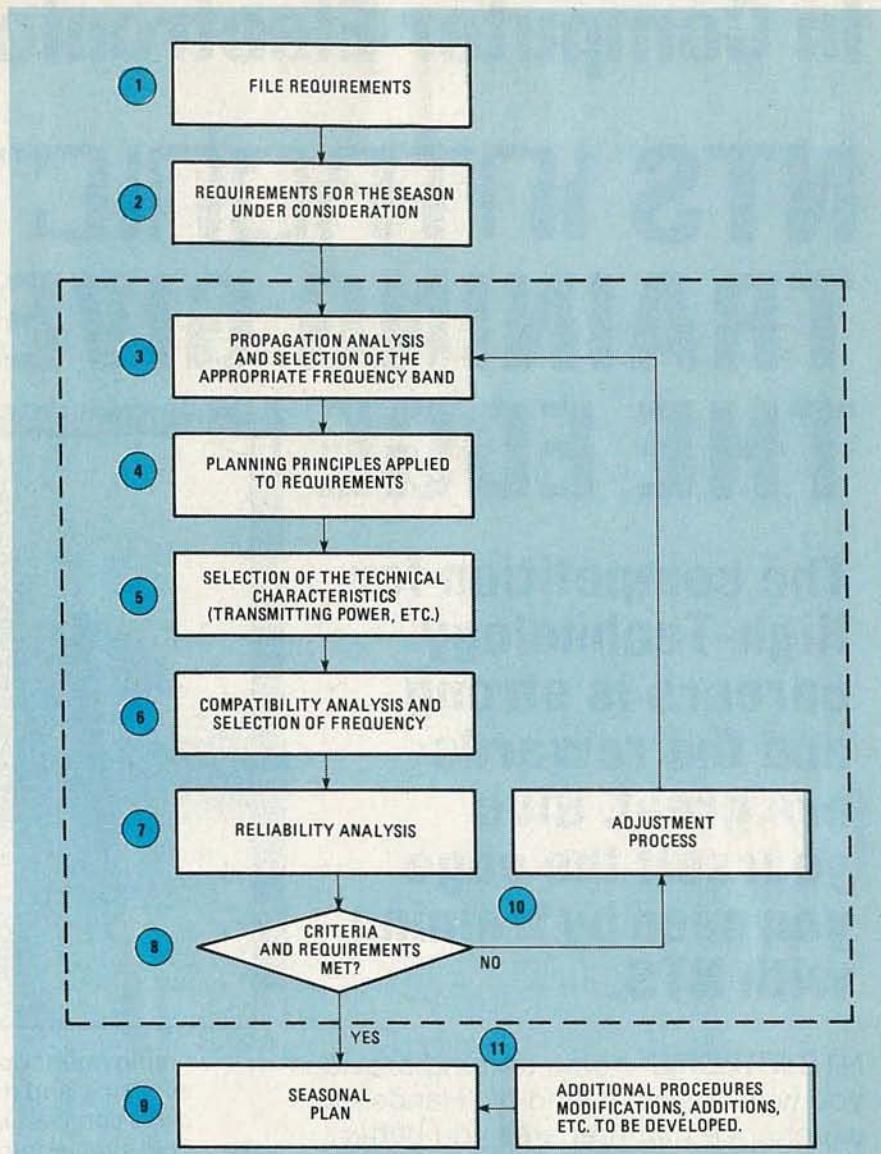 1
FILE REQUIREMENTS
2
REQUIREMENTS FOR THE SEASON
UNDER CONSIDERATION
3
PROPAGATION ANALYSIS
AND SELECTION OF THE
APPROPRIATE FREQUENCY BAND
4
PLANNING PRINCIPLES APPLIED
TO REQUIREMENTS
5
SELECTION OF THE TECHNICAL
CHARACTERISTICS
(TRANSMITTING POWER, ETC.)
6
COMPATIBILITY ANALYSIS AND
SELECTION OF FREQUENCY
7
RELIABILITY ANALYSIS
ADJUSTMENT
PROCESS
10
8
CRITERIA
AND REQUIREMENTS
MET?
NO
YES
11
9
SEASONAL
PLAN
ADDITIONAL PROCEDURES
MODIFICATIONS, ADDITIONS,
ETC. TO BE DEVELOPED.